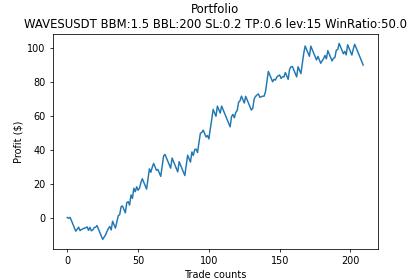 Portfolio
WAVESUSDT BBM:1.5 BBL:200 SL:0.2 TP:0.6 lev:15 WinRatio:50.0
100
80
60
40
20
0
Profit ($)
0 50 100 150 200
Trade counts